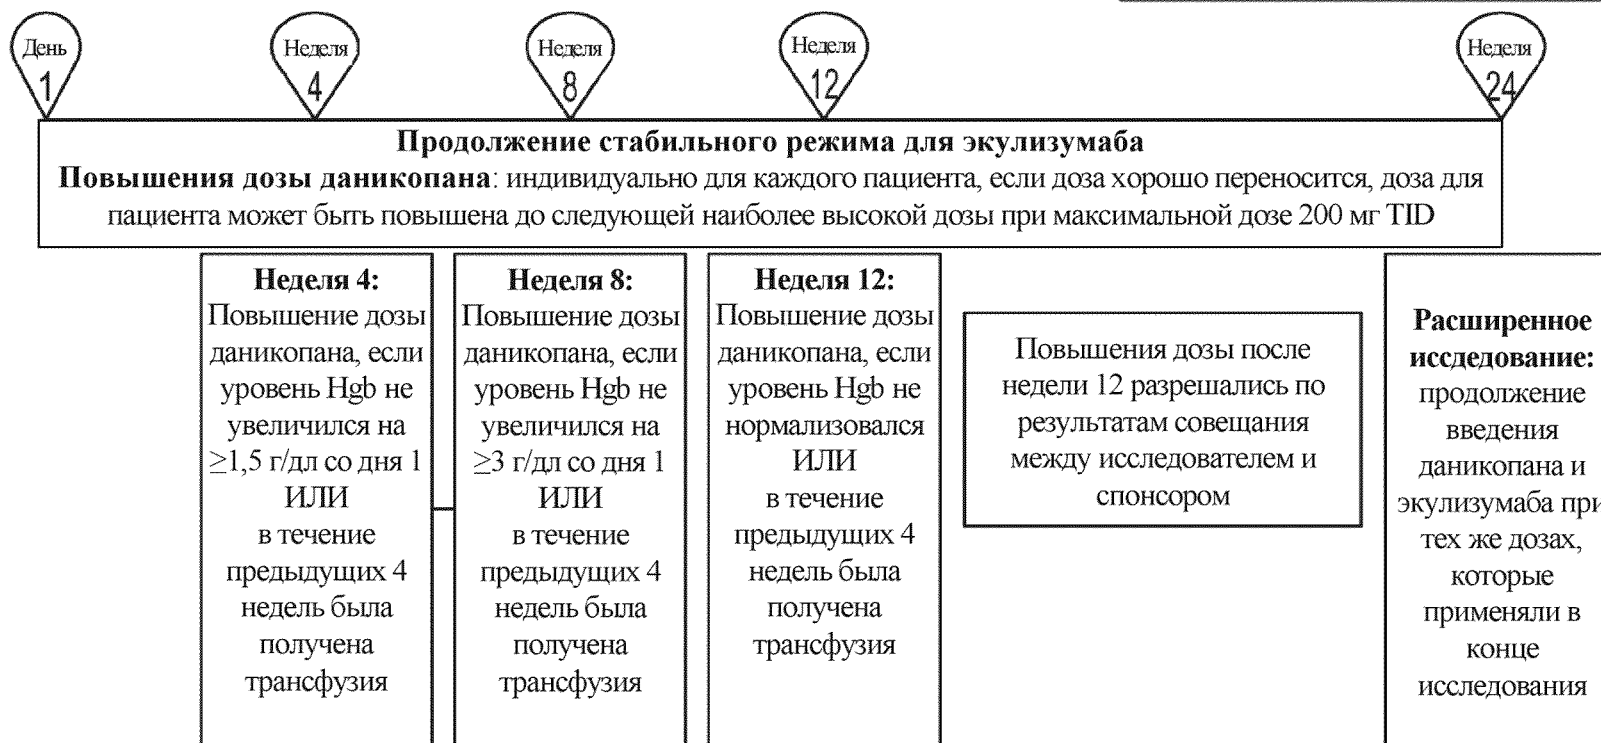 День
1
Неделя
4
Неделя
8
Неделя
12
Неделя
24
Продолжение стабильного режима для экулизумаба
Повышения дозы даникопана: индивидуально для каждого пациента, если доза хорошо переносится, доза для
пациента может быть повышена до следующей наиболее высокой дозы при максимальной дозе 200 мг TID
Неделя 4:
Повышение дозы
даникопана, если
уровень Hgb не
увеличился на
≥1,5 г/дл со дня 1
ИЛИ
в течение
предыдущих 4
недель была
получена
трансфузия
Неделя 8:
Повышение дозы
даникопана, если
уровень Hgb не
увеличился на
≥3 г/дл со дня 1
ИЛИ
в течение
предыдущих 4
недель была
получена
трансфузия
Неделя 12:
Повышение дозы
даникопана, если
уровень Hgb не
нормализовался
ИЛИ
в течение
предыдущих 4
недель была
получена
трансфузия
Повышения дозы после
недели 12 разрешались по
результатам совещания
между исследователем и
спонсором
Расширенное
исседедование:
продолжение
введения
даникопана и
экулизумаба при
тех же дозах,
которые
применяли в
конце
исследования